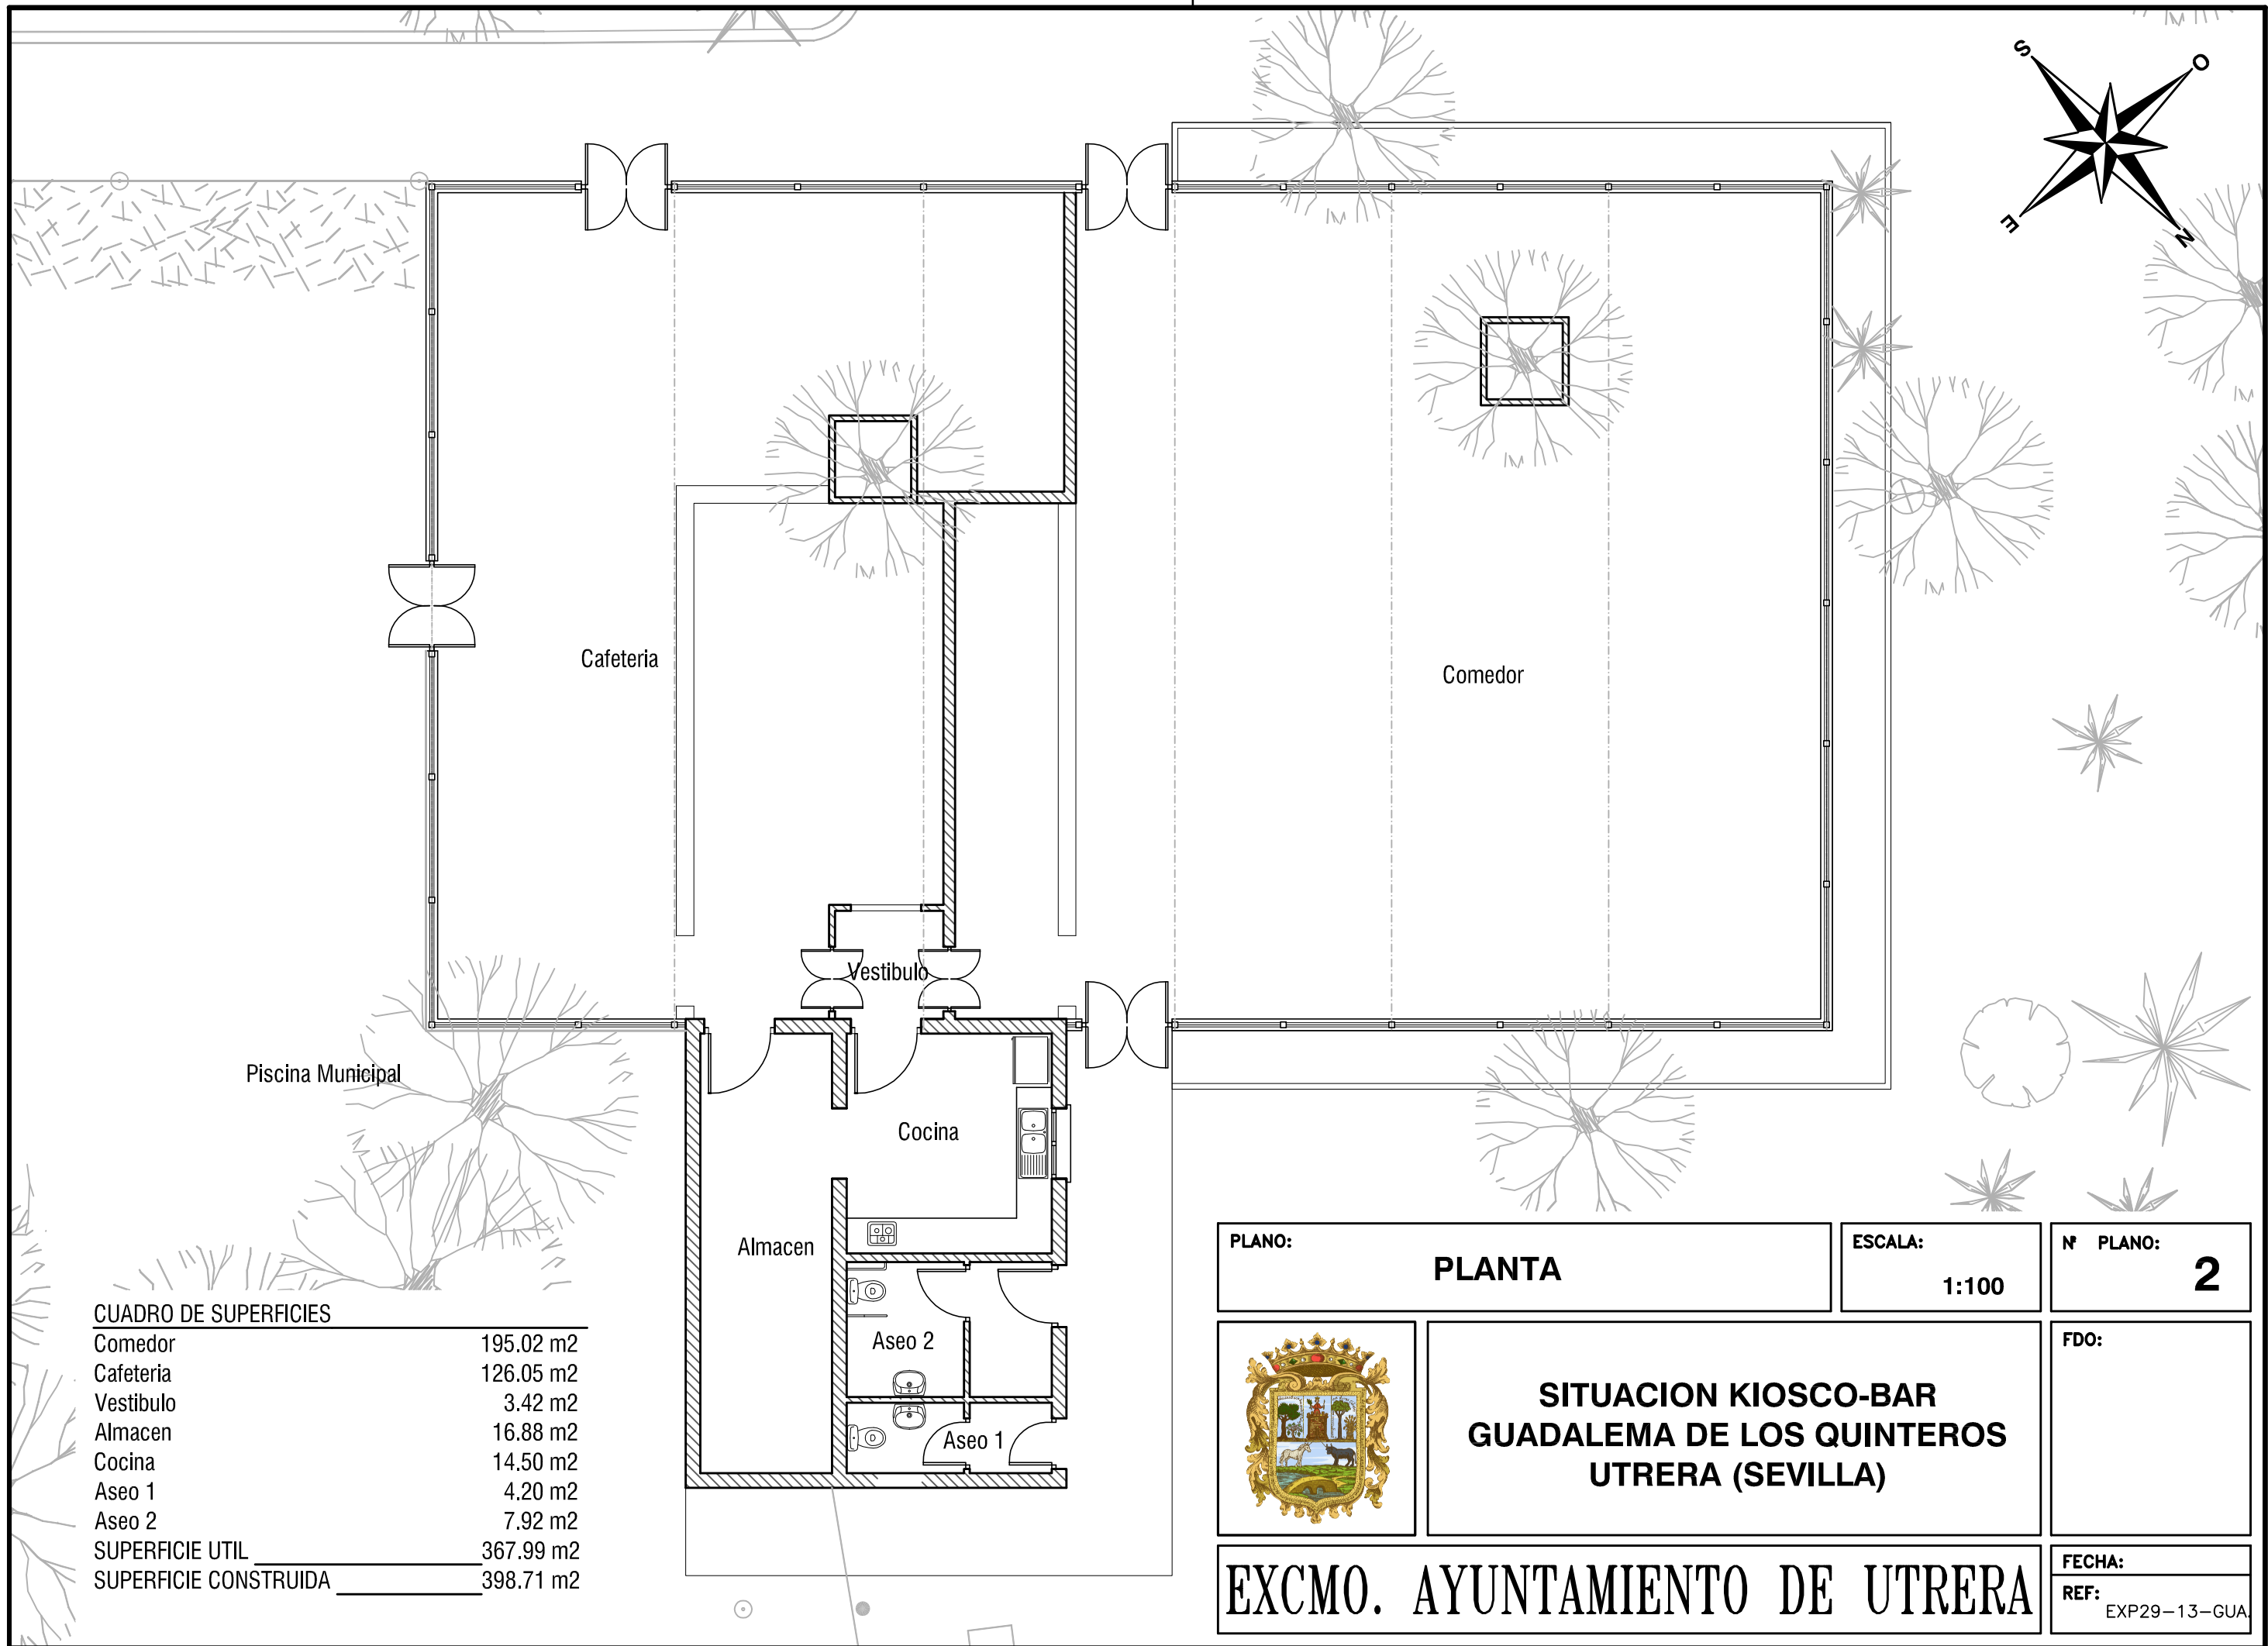 S
O
E
N
Cafeteria
Comedor
Vestibulo
Piscina Municipal
Cocina
Almacen
Aseo 2
Aseo 1
CUADRO DE SUPERFICIES
Comedor 195.02 m2
Cafeteria 126.05 m2
Vestibulo 3.42 m2
Almacen 16.88 m2
Cocina 14.50 m2
Aseo 1 4.20 m2
Aseo 2 7.92 m2
SUPERFICIE UTIL 367.99 m2
SUPERFICIE CONSTRUIDA 398.71 m2
PLANO:
PLANTA
ESCALA:
1:100
Nº PLANO:
2
SITUACION KIOSCO-BAR
GUADALEMA DE LOS QUINTEROS
UTRERA (SEVILLA)
FDO:
EXCMO. AYUNTAMIENTO DE UTRERA
FECHA:
REF:
EXP29-13-GUA.